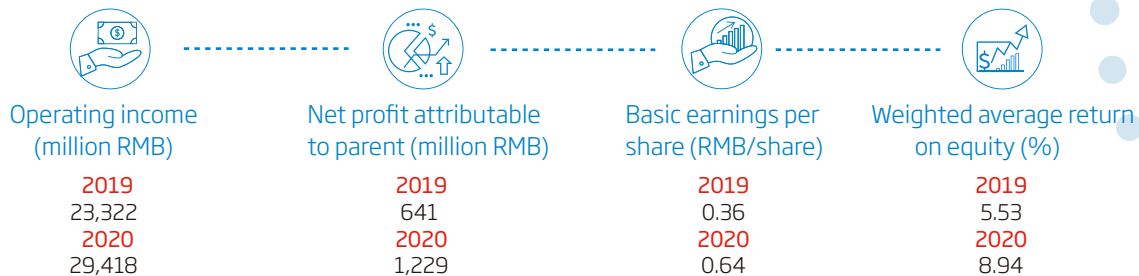 Operating income
(million RMB)
2019
23,322
2020
29,418
Net profit attributable
to parent (million RMB)
2019
641
2020
1,229
Basic earnings per
share (RMB/share)
2019
0.36
2020
0.64
Weighted average return
on equity (%)
2019
5.53
2020
8.94